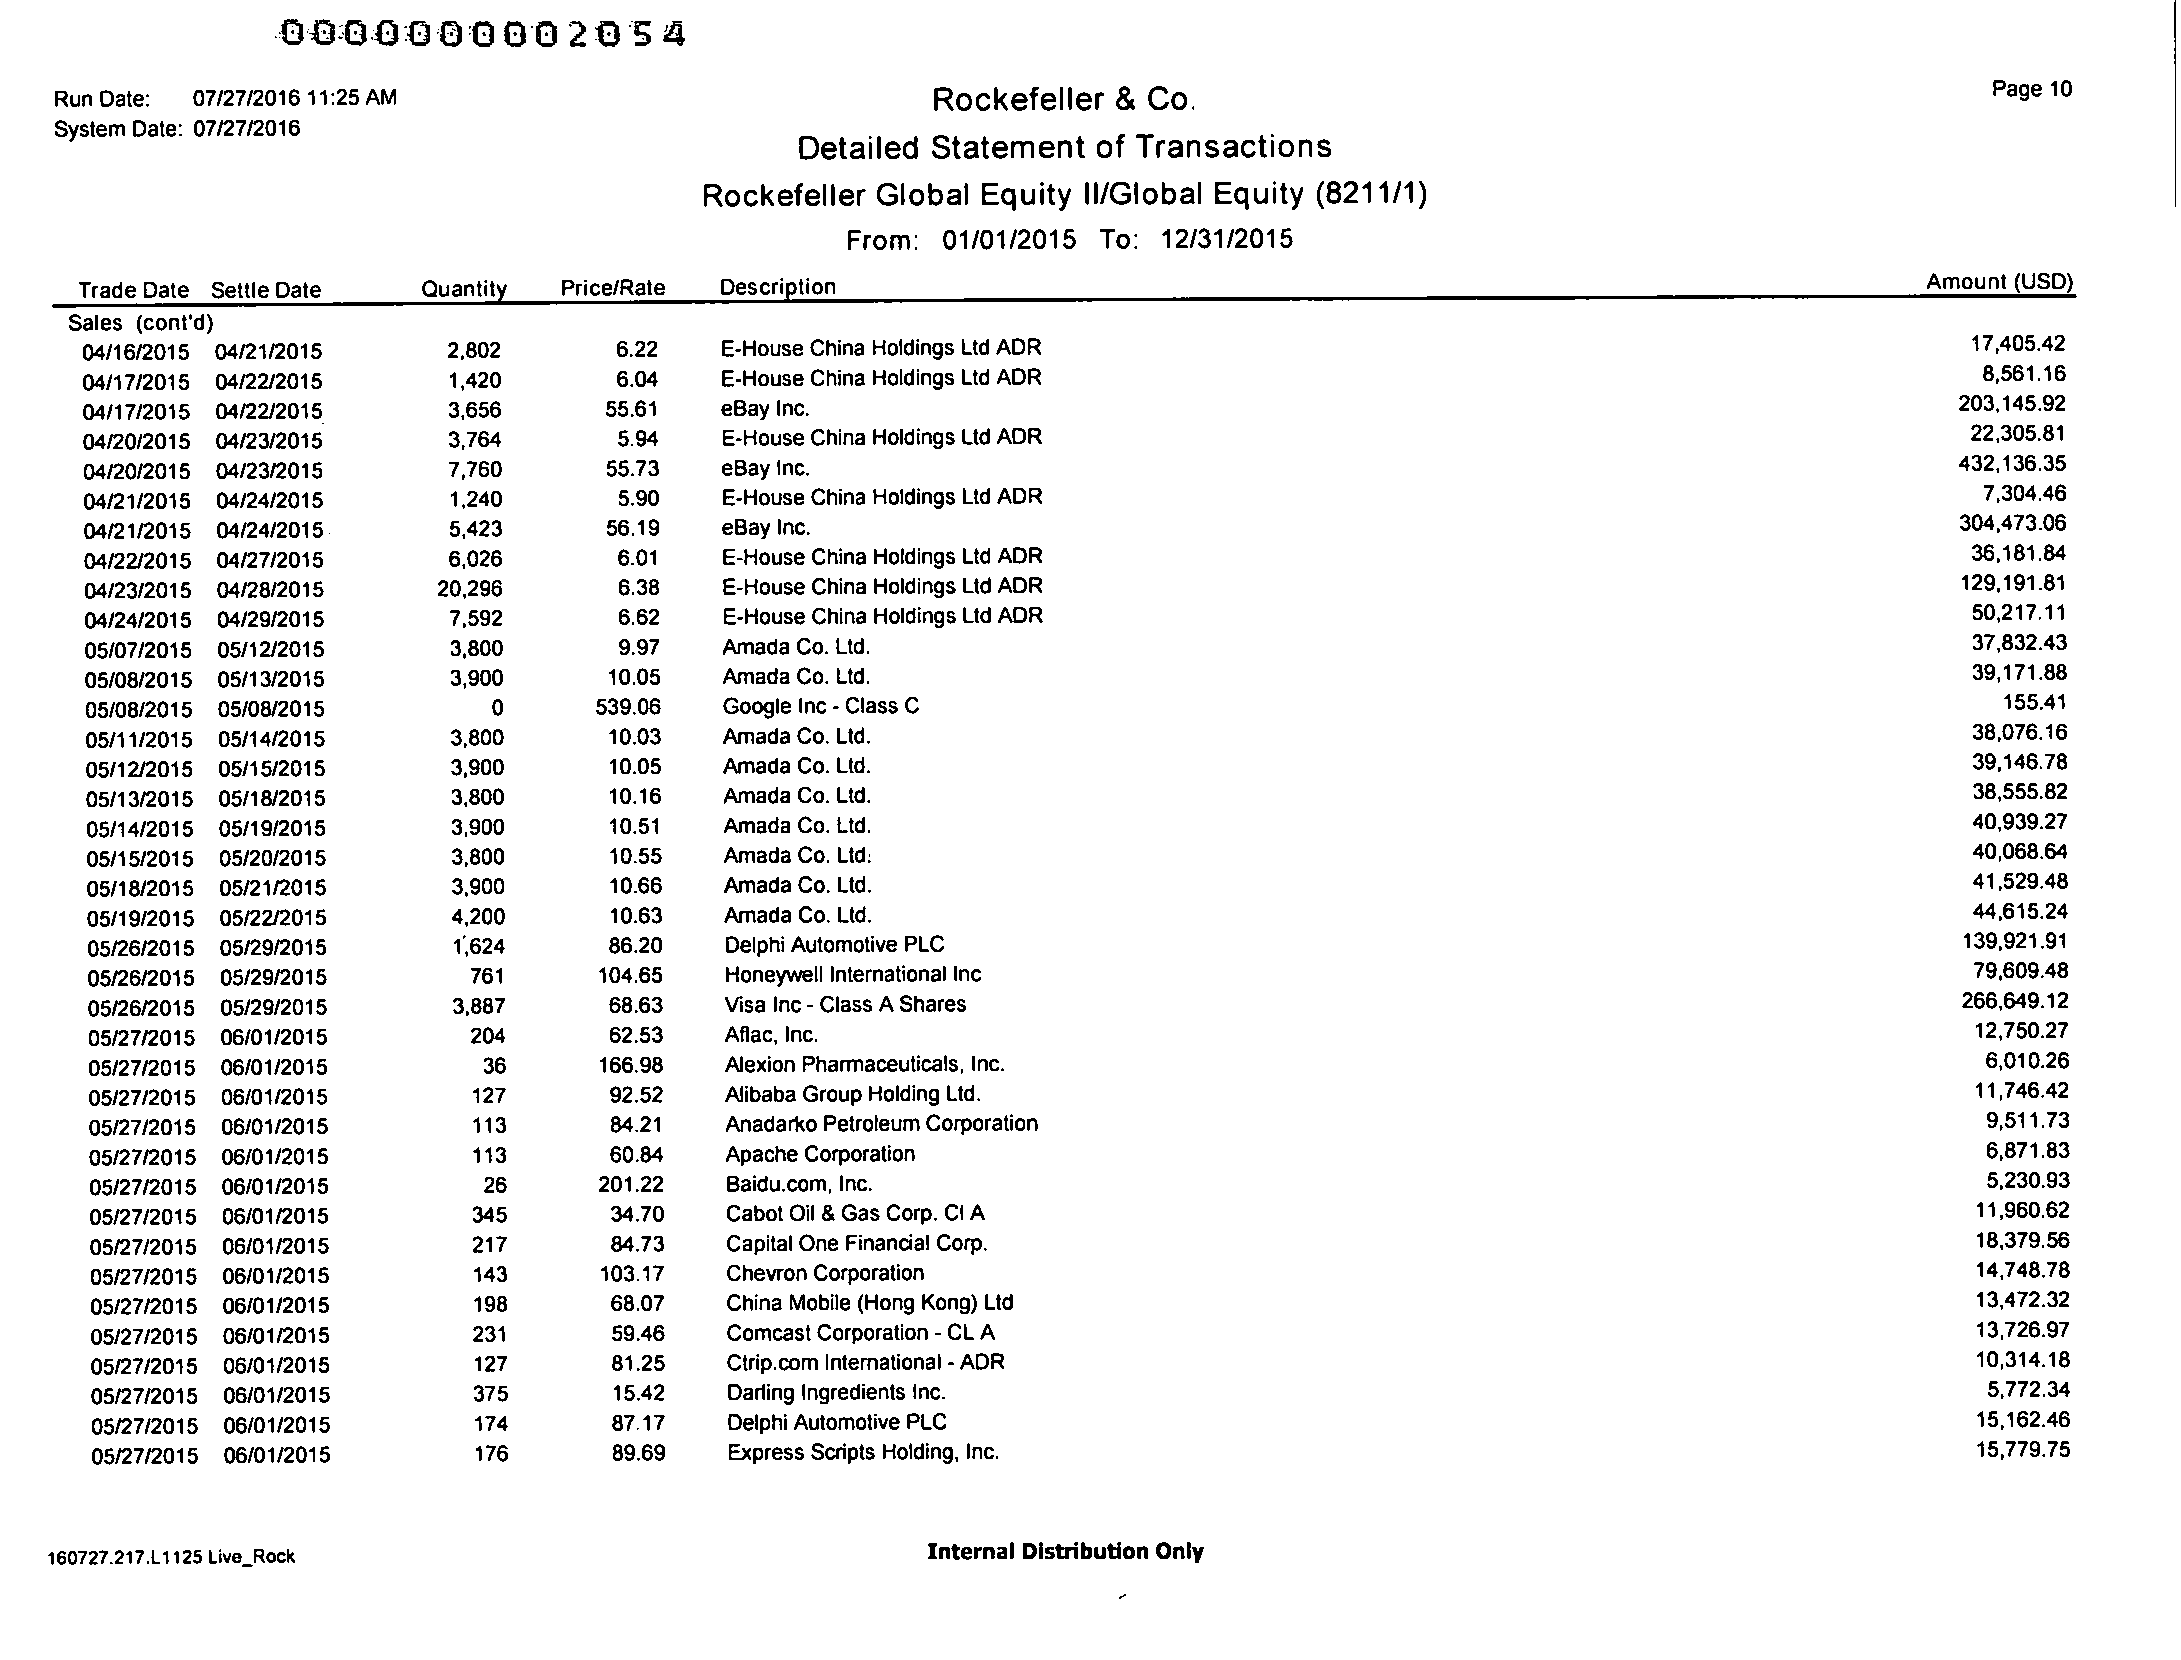 000000002054
Run Date: 07/27/2016 11:25 AM
System Date: 07/27/2016
Rockefeller & Co.
Page 10
Detailed Statement of Transactions
Rockefeller Global Equity II/Global Equity (8211/1)
From: 01/01/2015 To: 12/31/2015
Trade Date Settle Date Quantity Price/Rate Description Amount (USD)
Sales (cont'd)
04/16/2015 04/21/2015 2,802 6.22 E-House China Holdings Ltd ADR 17,405.42
04/17/2015 04/22/2015 1,420 6.04 E-House China Holdings Ltd ADR 8,561.16
04/17/2015 04/22/2015 3,656 55.61 eBay Inc. 203,145.92
04/20/2015 04/23/2015 3,764 5.94 E-House China Holdings Ltd ADR 22,305.81
04/20/2015 04/23/2015 7,760 55.73 eBay Inc. 432,136.35
04/21/2015 04/24/2015 1,240 5.90 E-House China Holdings Ltd ADR 7,304.46
04/21/2015 04/24/2015 5,423 56.19 eBay Inc. 304,473.06
04/22/2015 04/27/2015 6,026 6.01 E-House China Holdings Ltd ADR 36,181.84
04/23/2015 04/28/2015 20,296 6.38 E-House China Holdings Ltd ADR 129,191.81
04/24/2015 04/29/2015 7,592 6.62 E-House China Holdings Ltd ADR 50,217.11
05/07/2015 05/12/2015 3,800 9.97 Amada Co. Ltd. 37,832.43
05/08/2015 05/13/2015 3,900 10.05 Amada Co. Ltd. 39,171.88
05/08/2015 05/08/2015 0 539.06 Google Inc - Class C 155.41
05/11/2015 05/14/2015 3,800 10.03 Amada Co. Ltd. 38,076.16
05/12/2015 05/15/2015 3,900 10.05 Amada Co. Ltd. 39,146.78
05/13/2015 05/18/2015 3,800 10.16 Amada Co. Ltd. 38,555.82
05/14/2015 05/19/2015 3,900 10.51 Amada Co. Ltd. 40,939.27
05/15/2015 05/20/2015 3,800 10.55 Amada Co. Ltd. 40,068.64
05/18/2015 05/21/2015 3,900 10.66 Amada Co. Ltd. 41,529.48
05/19/2015 05/22/2015 4,200 10.63 Amada Co. Ltd. 44,615.24
05/26/2015 05/29/2015 1,624 86.20 Delphi Automotive PLC 139,921.91
05/26/2015 05/29/2015 761 104.65 Honeywell International Inc 79,609.48
05/26/2015 05/29/2015 3,887 68.63 Visa Inc - Class A Shares 266,649.12
05/27/2015 06/01/2015 204 62.53 Aflac, Inc. 12,750.27
05/27/2015 06/01/2015 36 166.98 Alexion Pharmaceuticals, Inc. 6,010.26
05/27/2015 06/01/2015 127 92.52 Alibaba Group Holding Ltd. 11,746.42
05/27/2015 06/01/2015 113 84.21 Anadarko Petroleum Corporation 9,511.73
05/27/2015 06/01/2015 113 60.84 Apache Corporation 6,871.83
05/27/2015 06/01/2015 26 201.22 Baidu.com, Inc. 5,230.93
05/27/2015 06/01/2015 345 34.70 Cabot Oil & Gas Corp. Cl A 11,960.62
05/27/2015 06/01/2015 217 84.73 Capital One Financial Corp. 18,379.56
05/27/2015 06/01/2015 143 103.17 Chevron Corporation 14,748.78
05/27/2015 06/01/2015 198 68.07 China Mobile (Hong Kong) Ltd 13,472.32
05/27/2015 06/01/2015 231 59.46 Comcast Corporation - CL A 13,726.97
05/27/2015 06/01/2015 127 81.25 Ctrip.com International - ADR 10,314.18
05/27/2015 06/01/2015 375 15.42 Darling Ingredients Inc. 5,772.34
05/27/2015 06/01/2015 174 87.17 Delphi Automotive PLC 15,162.46
05/27/2015 06/01/2015 176 89.69 Express Scripts Holding, Inc. 15,779.75
160727.217.L1125 Live_Rock
Internal Distribution Only